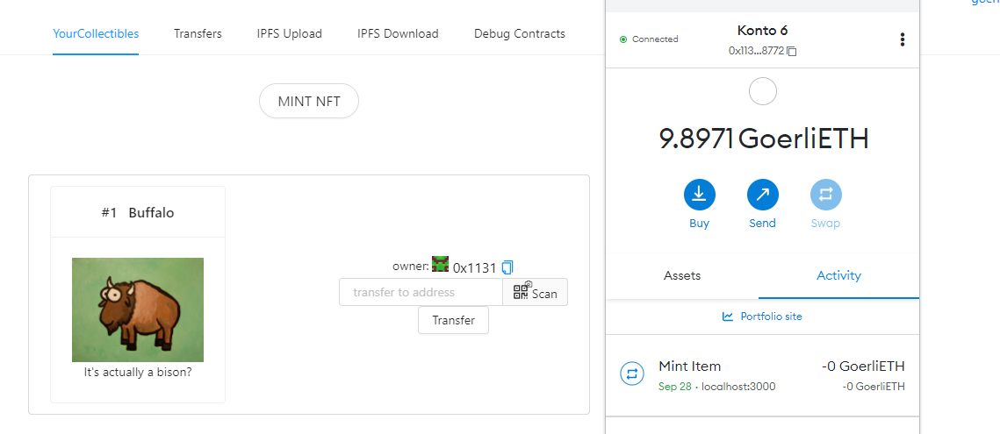 YourCollectibles Transfers IPFS Upload IPFS Download Debug Contracts
MINT NFT
#1 Buffalo
It's actually a bison?
owner: 0x1131
transfer to address Scan
Transfer
Connected
Konto 6
0x113...8772
9.8971 GoerliETH
Buy Send Swap
Assets Activity
Portfolio site
Mint Item -0 GoerliETH
Sep 28 · localhost:3000 -0 GoerliETH